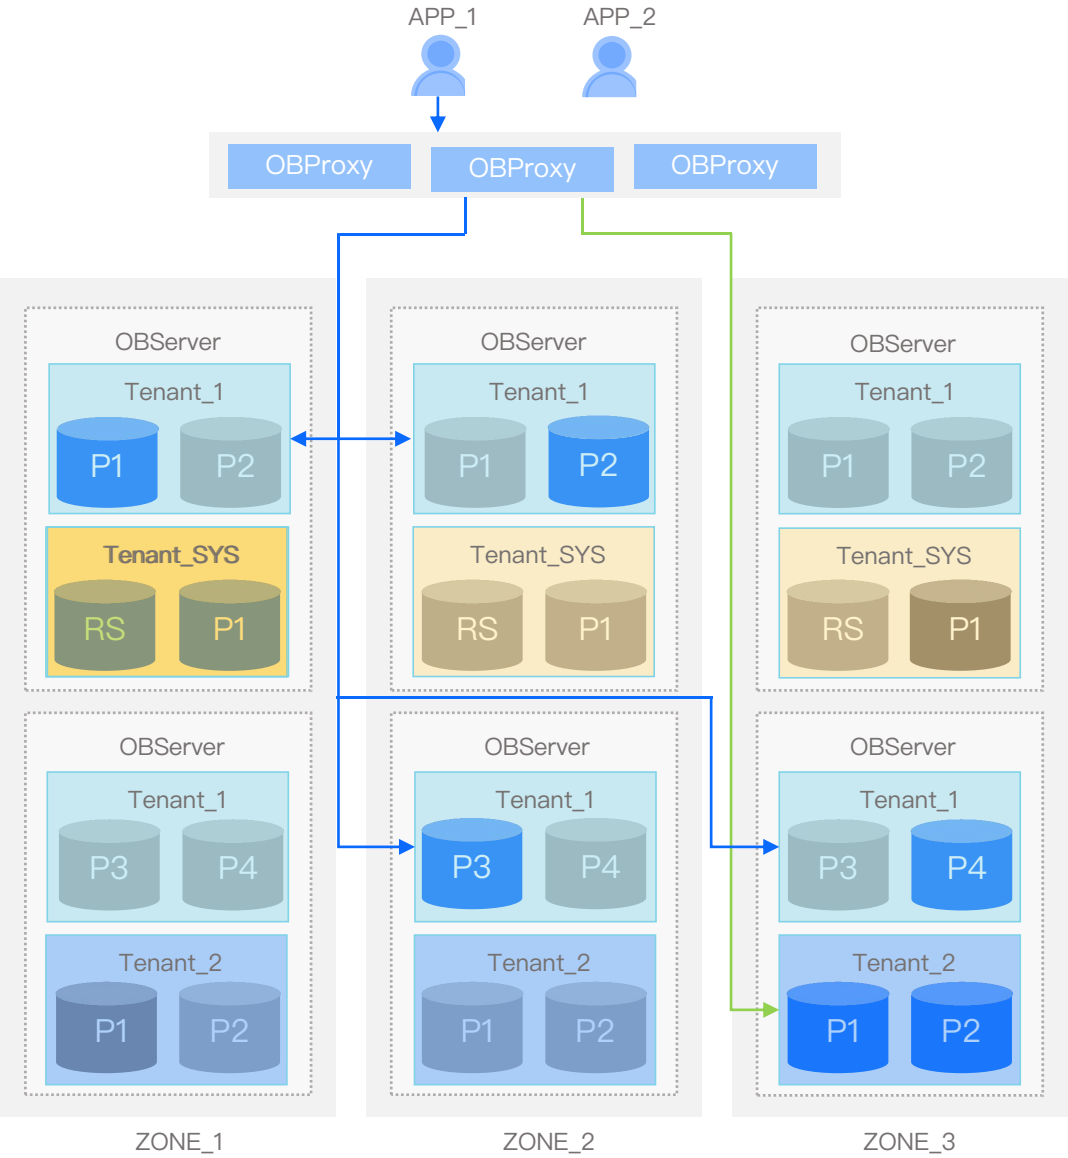 APP_1 APP_2
OBProxy OBProxy OBProxy
OBServer OBServer OBServer
Tenant_1 Tenant_1 Tenant_1
P1 P2 P1 P2 P1 P2
Tenant_SYS Tenant_SYS Tenant_SYS
RS P1 RS P1 RS P1
OBServer OBServer OBServer
Tenant_1 Tenant_1 Tenant_1
P3 P4 P3 P4 P3 P4
Tenant_2 Tenant_2 Tenant_2
P1 P2 P1 P2 P1 P2
ZONE_1 ZONE_2 ZONE_3